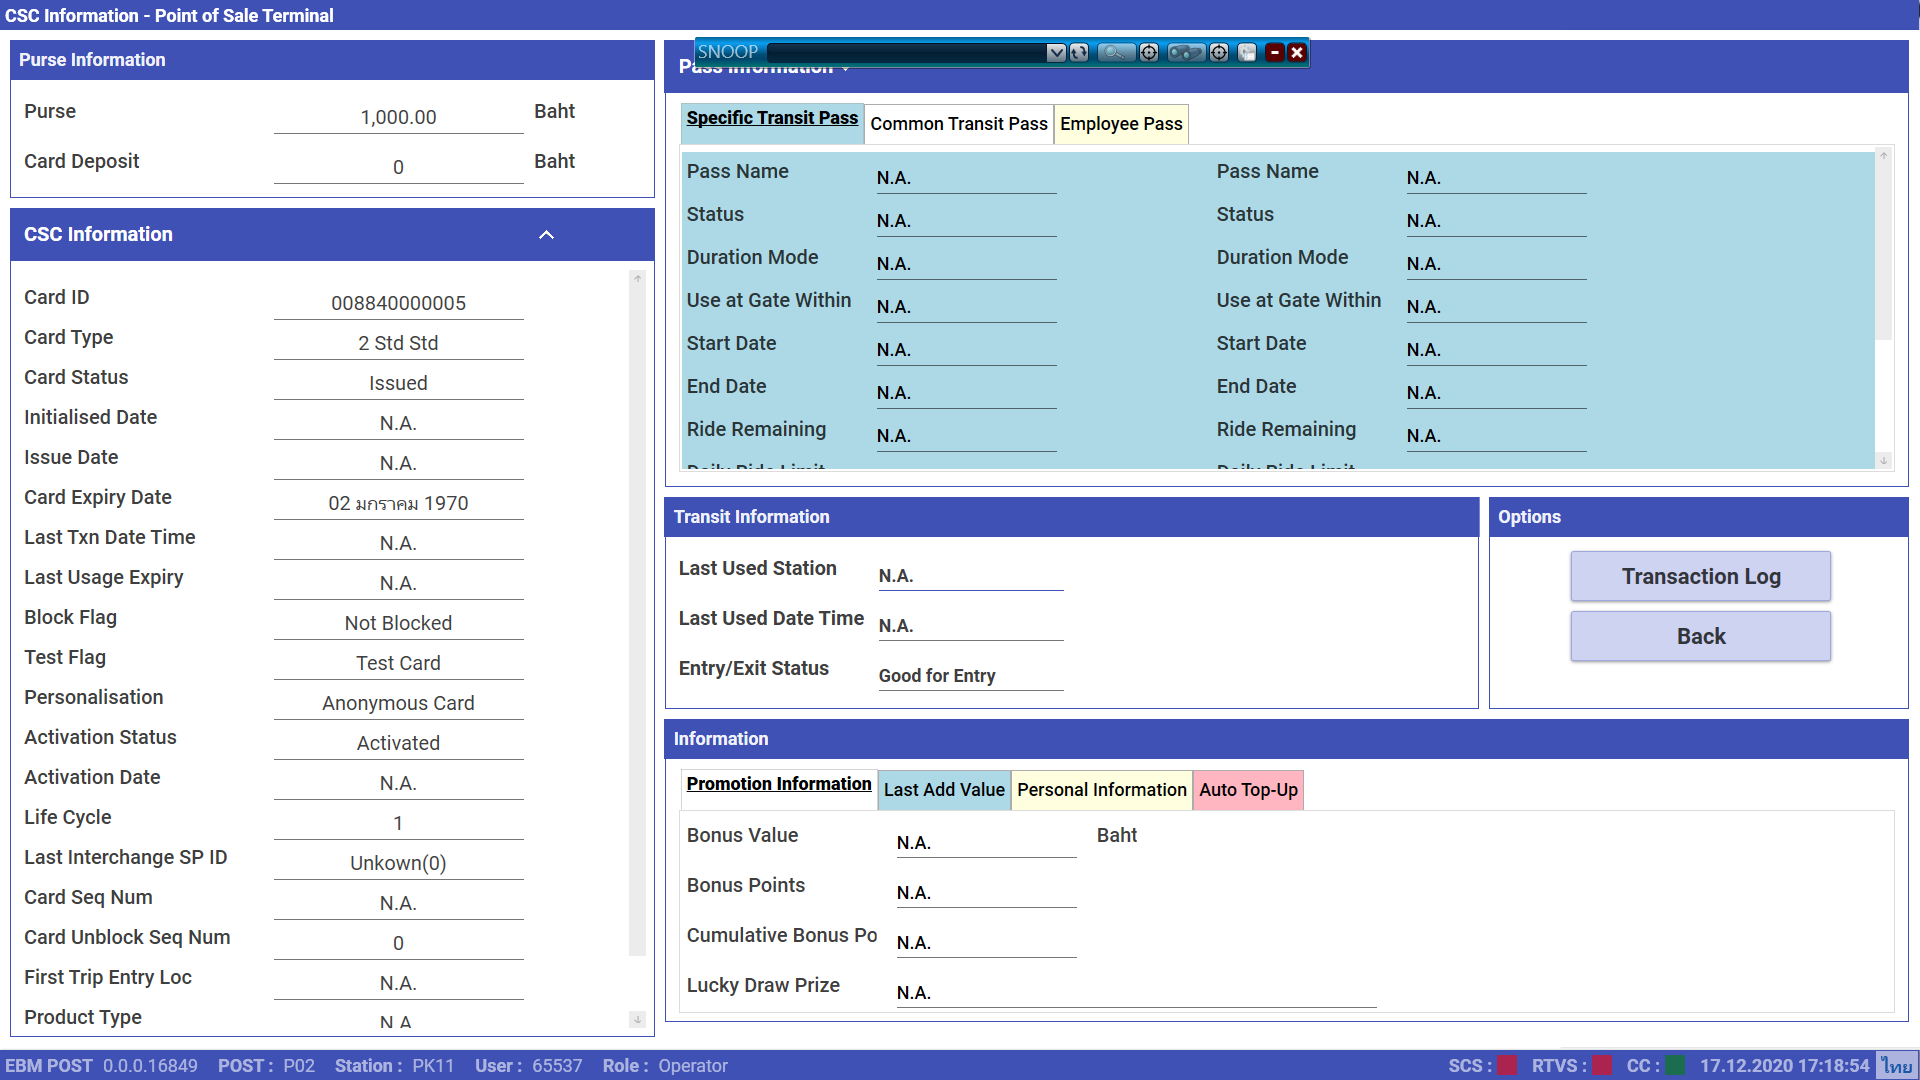 CSC Information - Point of Sale Terminal
SNOOP
Purse Information
Purse 1,000.00 Baht
Card Deposit 0 Baht
CSC Information
Card ID 008840000005
Card Type 2 Std Std
Card Status Issued
Initialised Date N.A.
Issue Date N.A.
Card Expiry Date 02 มกราคม 1970
Last Txn Date Time N.A.
Last Usage Expiry N.A.
Block Flag Not Blocked
Test Flag Test Card
Personalisation Anonymous Card
Activation Status Activated
Activation Date N.A.
Life Cycle 1
Last Interchange SP ID Unkown(0)
Card Seq Num N.A.
Card Unblock Seq Num 0
First Trip Entry Loc N.A.
Product Type N.A
Pass Information
Specific Transit Pass Common Transit Pass Employee Pass
Pass Name N.A. Pass Name N.A.
Status N.A. Status N.A.
Duration Mode N.A. Duration Mode N.A.
Use at Gate Within N.A. Use at Gate Within N.A.
Start Date N.A. Start Date N.A.
End Date N.A. End Date N.A.
Ride Remaining N.A. Ride Remaining N.A.
Daily Ride Limit Daily Ride Limit
Transit Information
Last Used Station N.A.
Last Used Date Time N.A.
Entry/Exit Status Good for Entry
Options
Transaction Log
Back
Information
Promotion Information Last Add Value Personal Information Auto Top-Up
Bonus Value N.A. Baht
Bonus Points N.A.
Cumulative Bonus Po N.A.
Lucky Draw Prize N.A.
EBM POST 0.0.0.16849 POST : P02 Station : PK11 User : 65537 Role : Operator SCS : RTVS : CC : 17.12.2020 17:18:54 ไทย